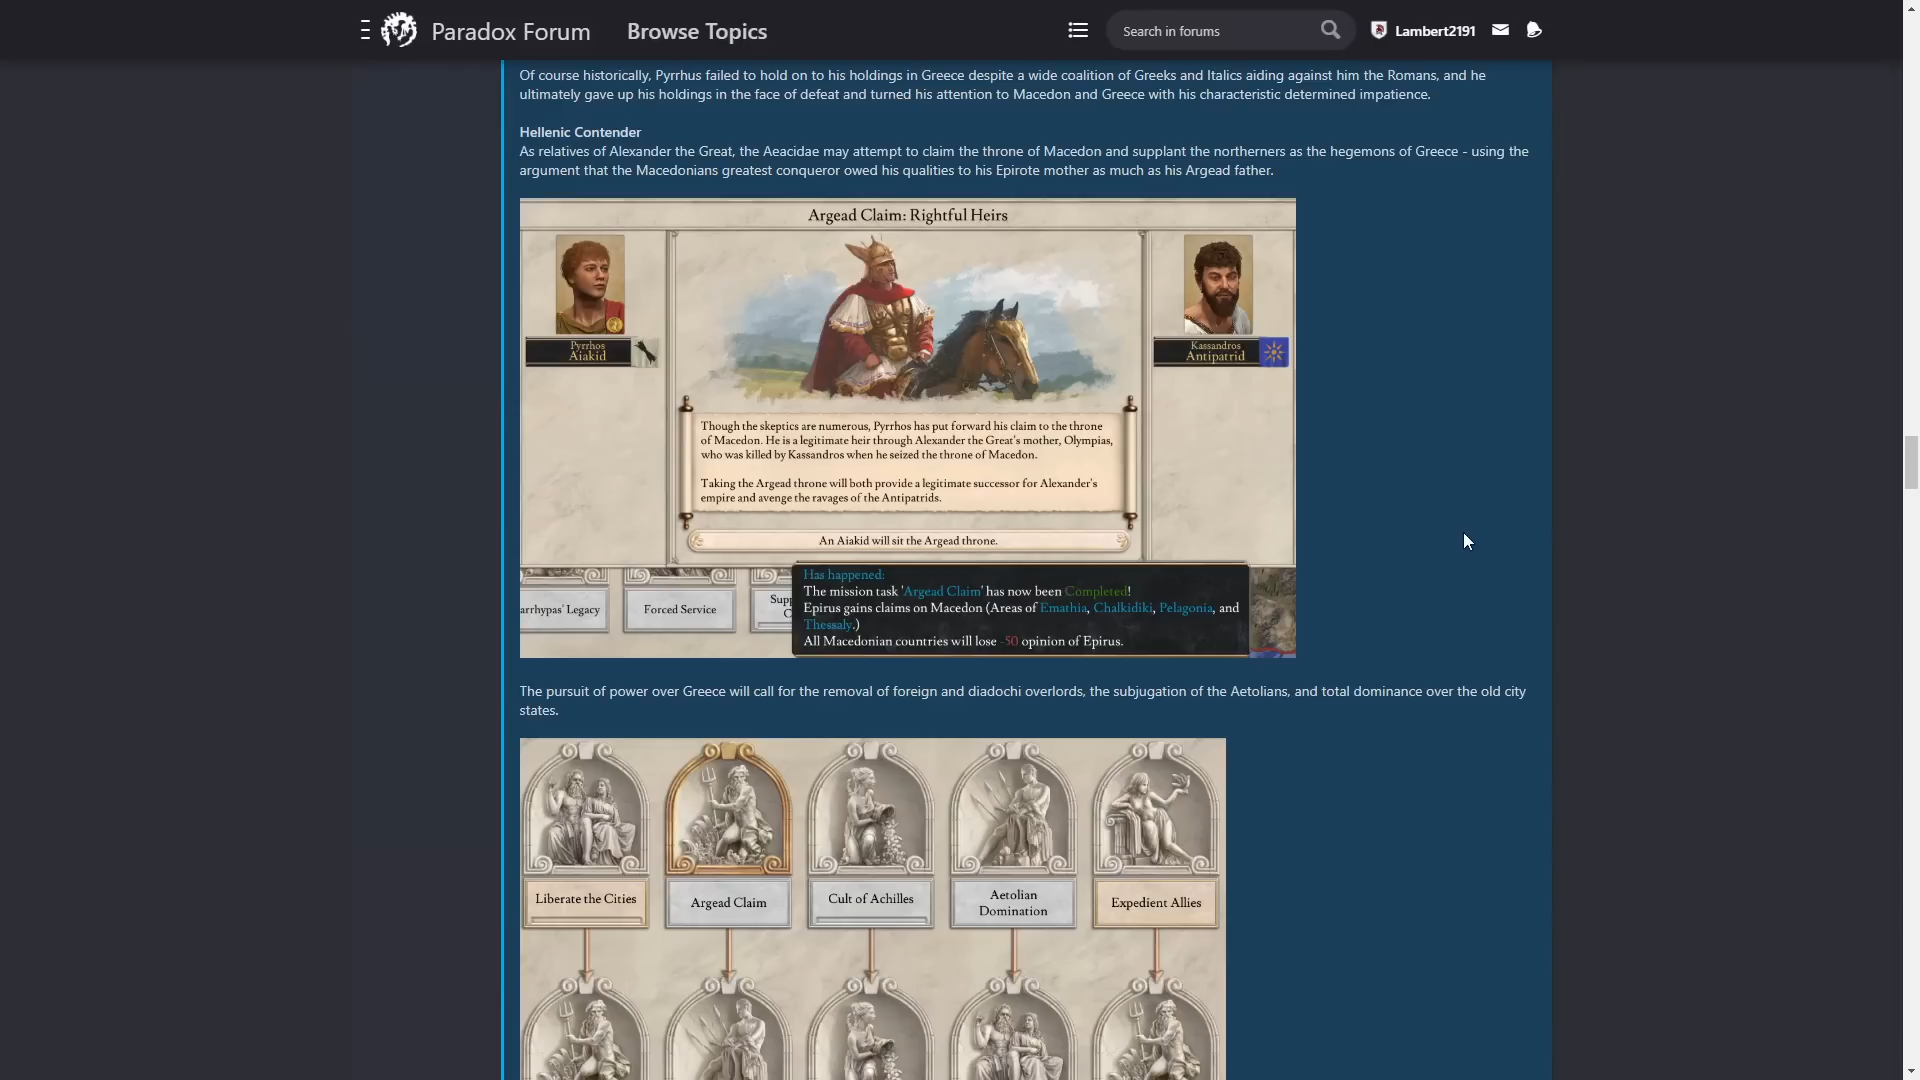 Paradox Forum
Browse Topics
Search in forums
Lambert2191
Of course historically, Pyrrhus failed to hold on to his holdings in Greece despite a wide coalition of Greeks and Italics aiding against him the Romans, and he
ultimately gave up his holdings in the face of defeat and turned his attention to Macedon and Greece with his characteristic determined impatience.
Hellenic Contender
As relatives of Alexander the Great, the Aeacidae may attempt to claim the throne of Macedon and supplant the northerners as the hegemons of Greece - using the
argument that the Macedonians greatest conqueror owed his qualities to his Epirote mother as much as his Argead father.
Argead Claim: Rightful Heirs
Pyrrhos
Aiakid
Kassandros
Antipatrid
Though the skeptics are numerous, Pyrrhos has put forward his claim to the throne
of Macedon. He is a legitimate heir through Alexander the Great's mother, Olympias,
who was killed by Kassandros when he seized the throne of Macedon.
Taking the Argead throne will both provide a legitimate successor for Alexander's
empire and avenge the ravages of the Antipatrids.
An Aiakid will sit the Argead throne.
arrhypas' Legacy
Forced Service
Supp
C
Has happened:
The mission task 'Argead Claim' has now been Completed!
Epirus gains claims on Macedon (Areas of Emathia, Chalkidiki, Pelagonia, and
Thessaly.)
All Macedonian countries will lose -50 opinion of Epirus.
The pursuit of power over Greece will call for the removal of foreign and diadochi overlords, the subjugation of the Aetolians, and total dominance over the old city
states.
Liberate the Cities
Argead Claim
Cult of Achilles
Aetolian
Domination
Expedient Allies